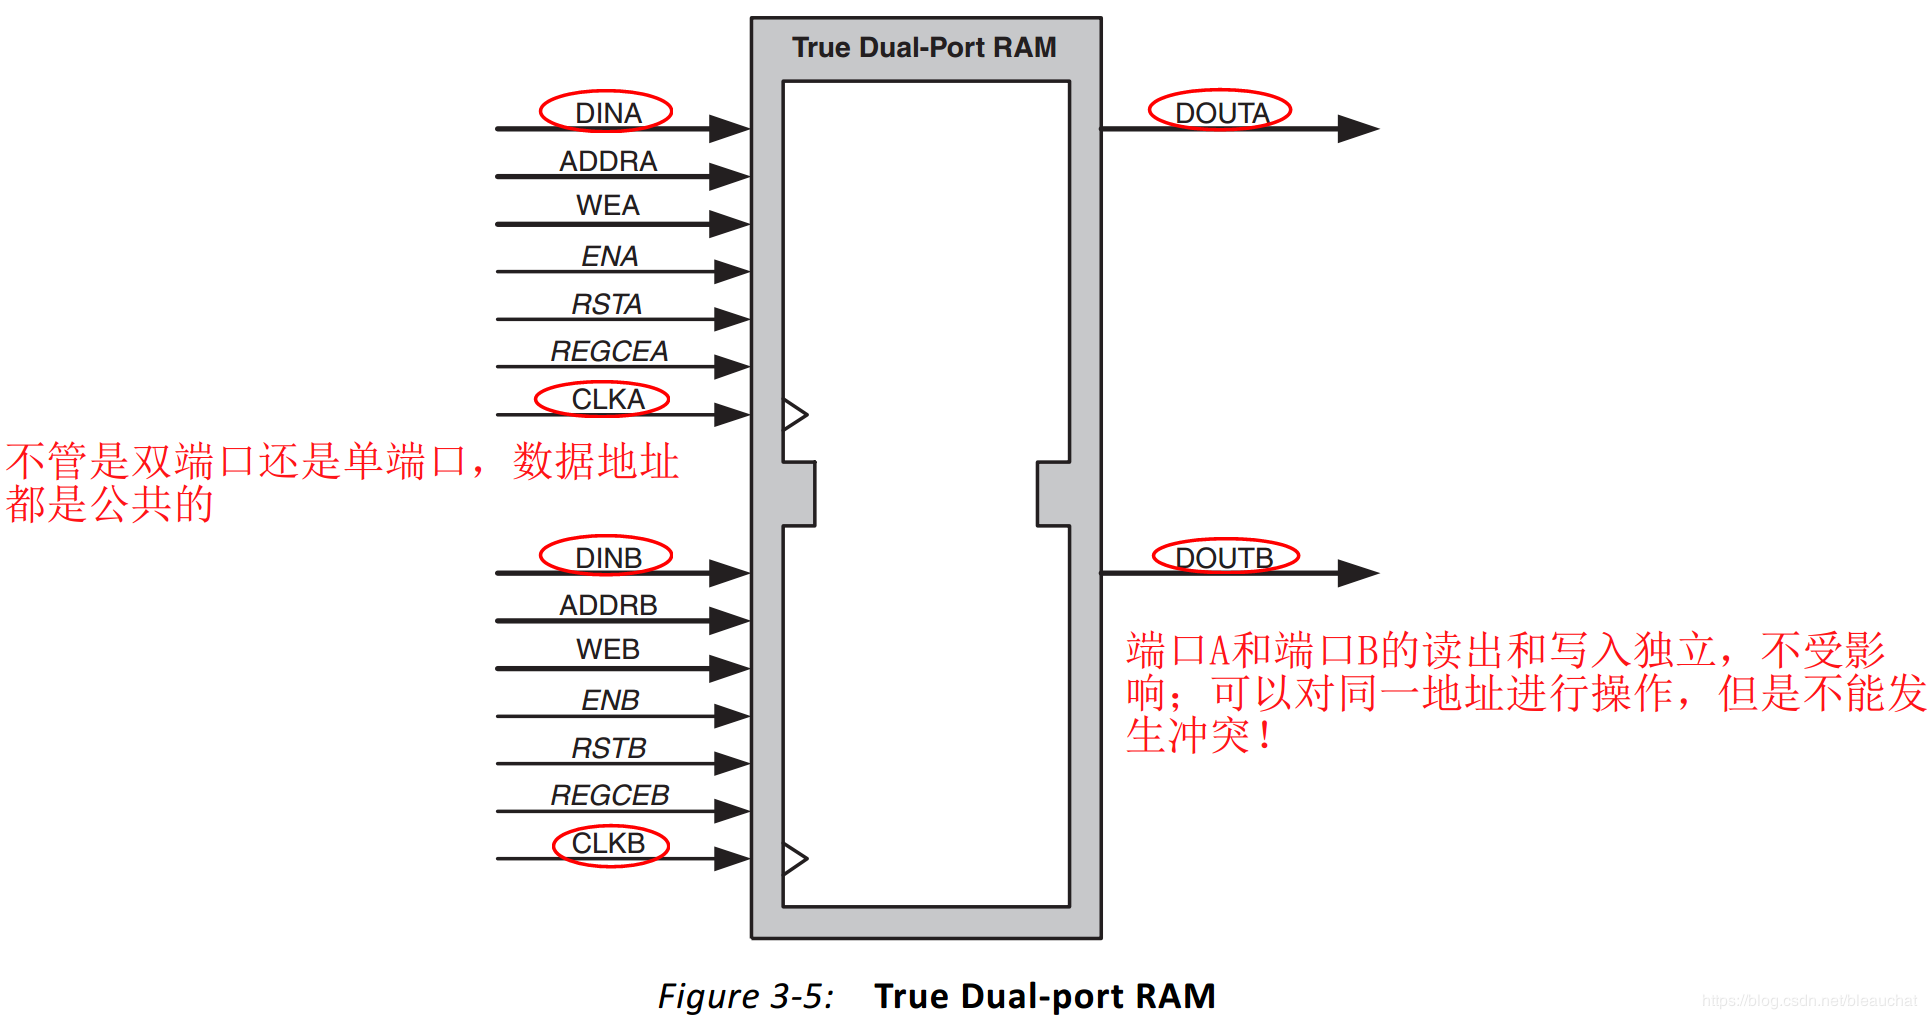 True Dual-Port RAM
DINA
DOUTA
ADDRA
WEA
ENA
RSTA
REGCEA
CLKA
不管是双端口还是单端口，数据地址
都是公共的
DINB
DOUTB
ADDRB
WEB
ENB
RSTB
REGCEB
CLKB
端口A和端口B的读出和写入独立，不受影
响；可以对同一地址进行操作，但是不能发
生冲突！
Figure 3-5: True Dual-port RAM
https://blog.csdn.net/bleauchat